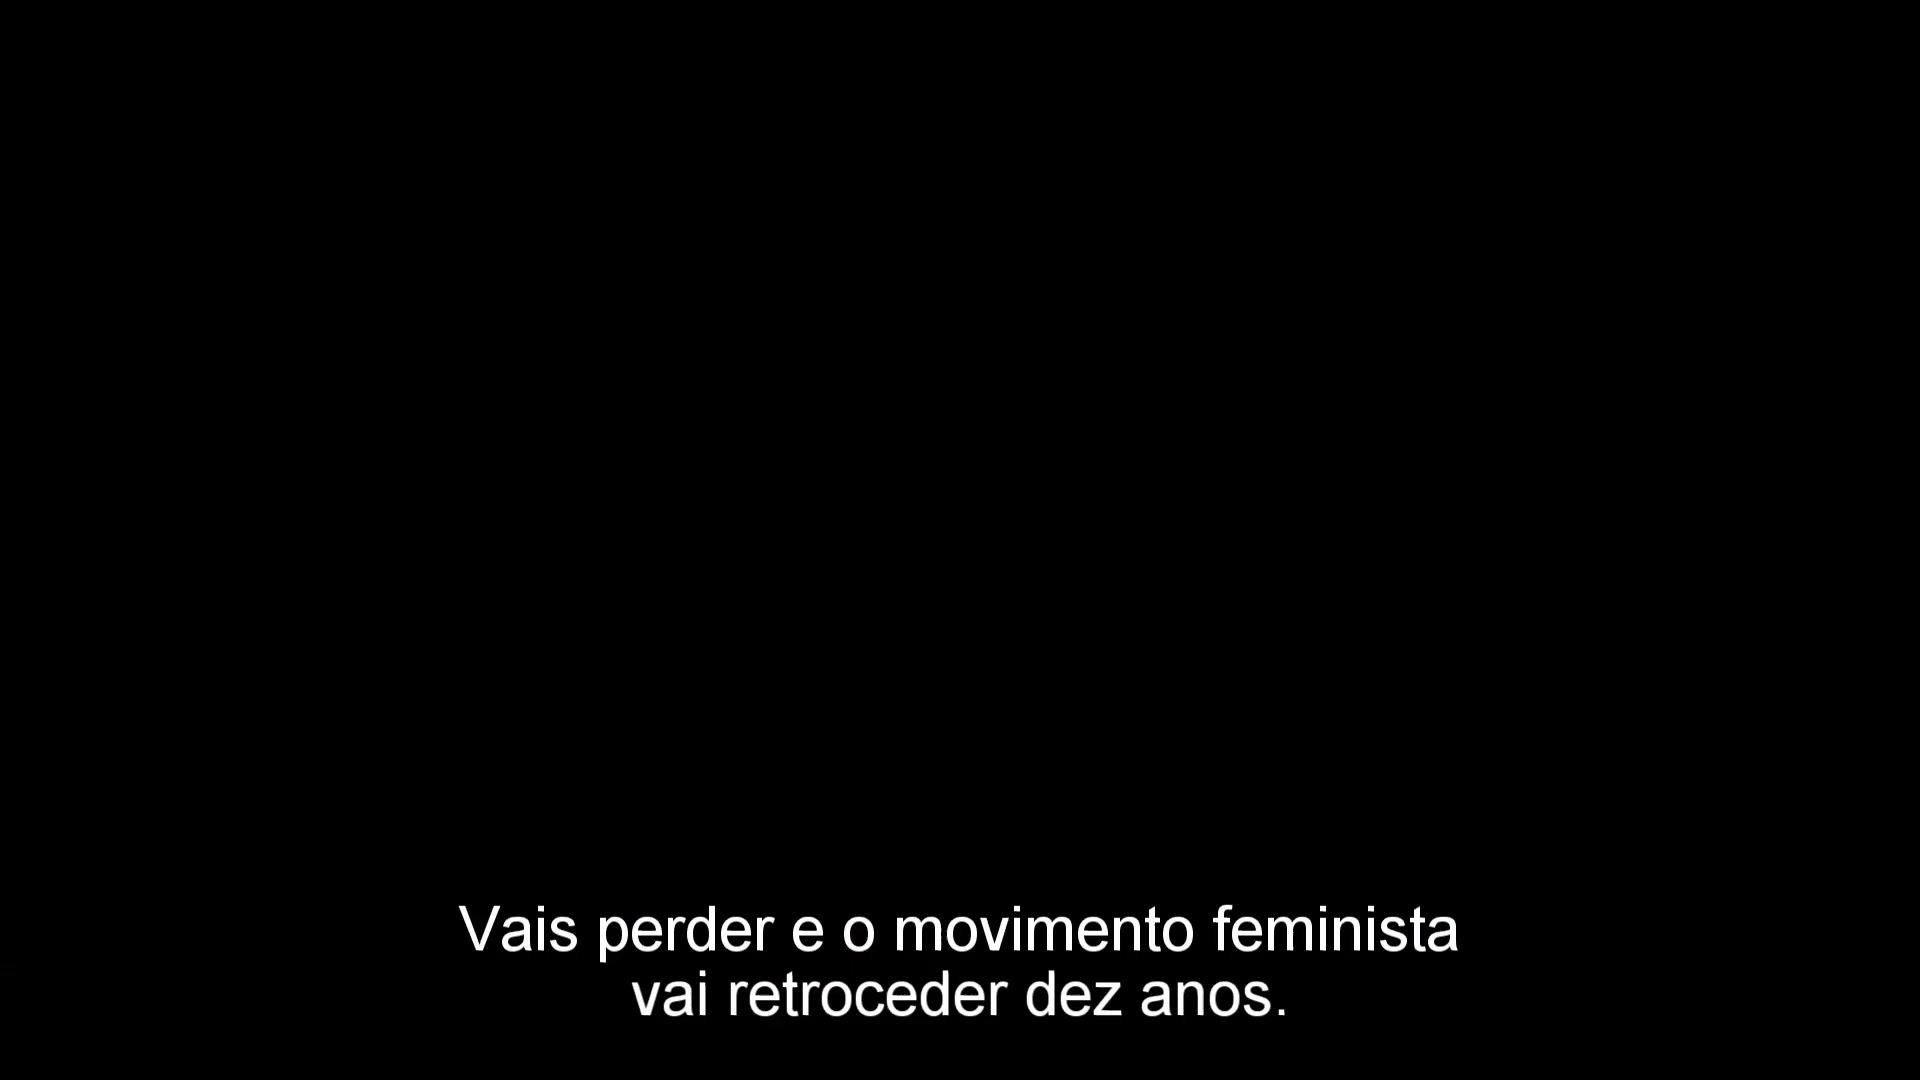 Vais perder e o movimento feminista
vai retroceder dez anos.